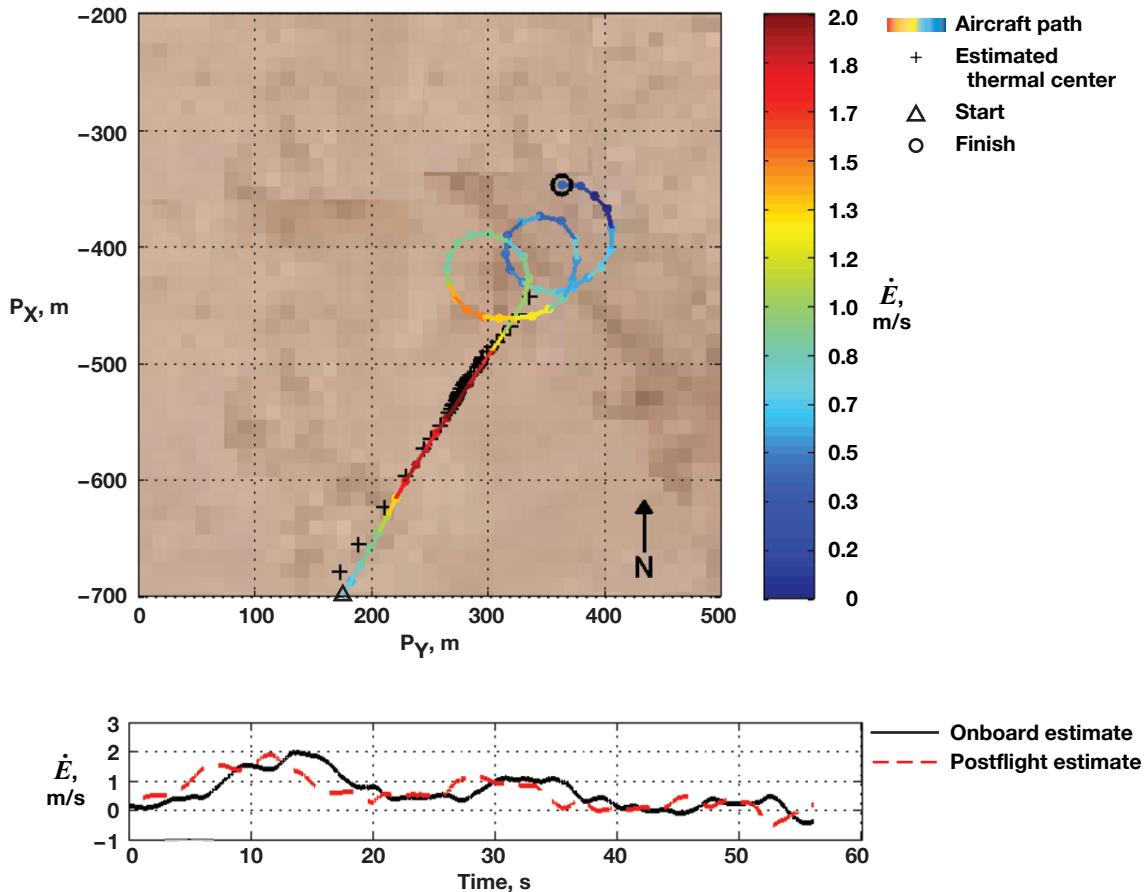 −200
−300
−400
−500
−600
−700
P_X, m
0
100
200
300
400
500
P_Y, m
N
2.0
1.8
1.7
1.5
1.3
1.2
1.0
0.8
0.7
0.5
0.3
0.2
0
Ė,
m/s
Aircraft path
Estimated
thermal center
Start
Finish
3
2
1
0
−1
Ė,
m/s
0
10
20
30
40
50
60
Time, s
Onboard estimate
Postflight estimate